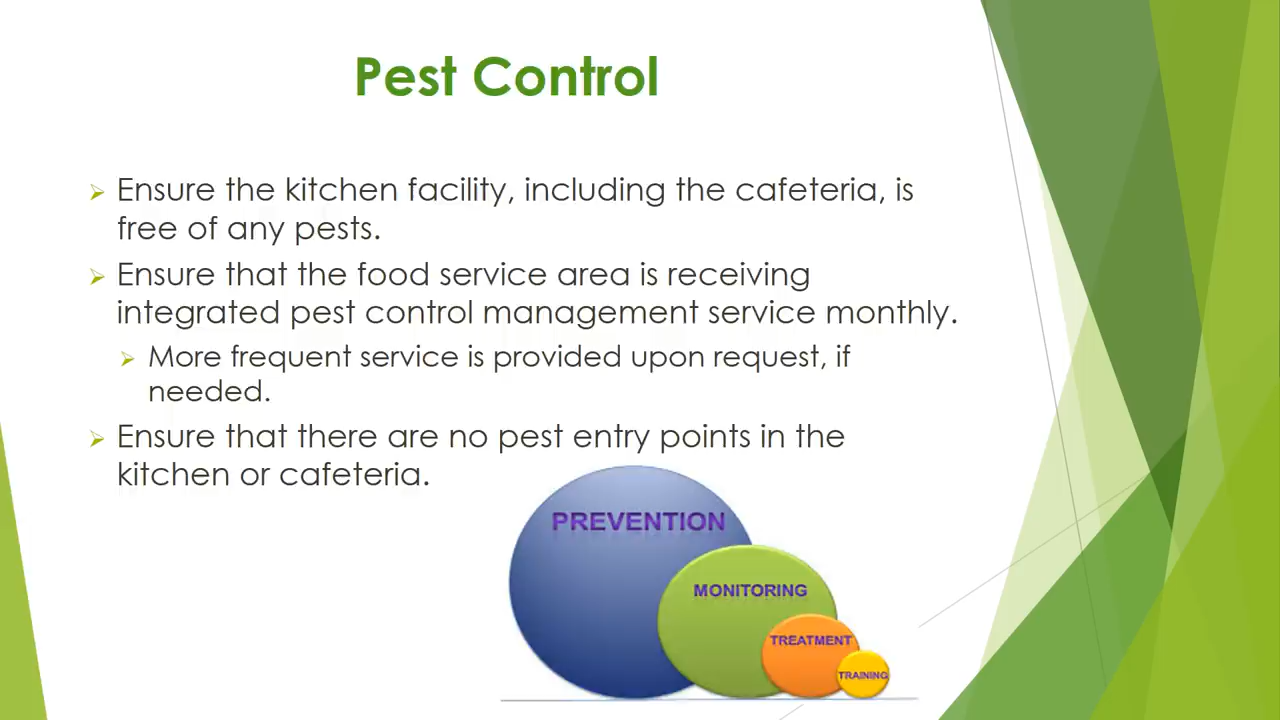 Pest Control
Ensure the kitchen facility, including the cafeteria, is
free of any pests.
Ensure that the food service area is receiving
integrated pest control management service monthly.
More frequent service is provided upon request, if
needed.
Ensure that there are no pest entry points in the
kitchen or cafeteria.
PREVENTION
MONITORING
TREATMENT
TRAINING